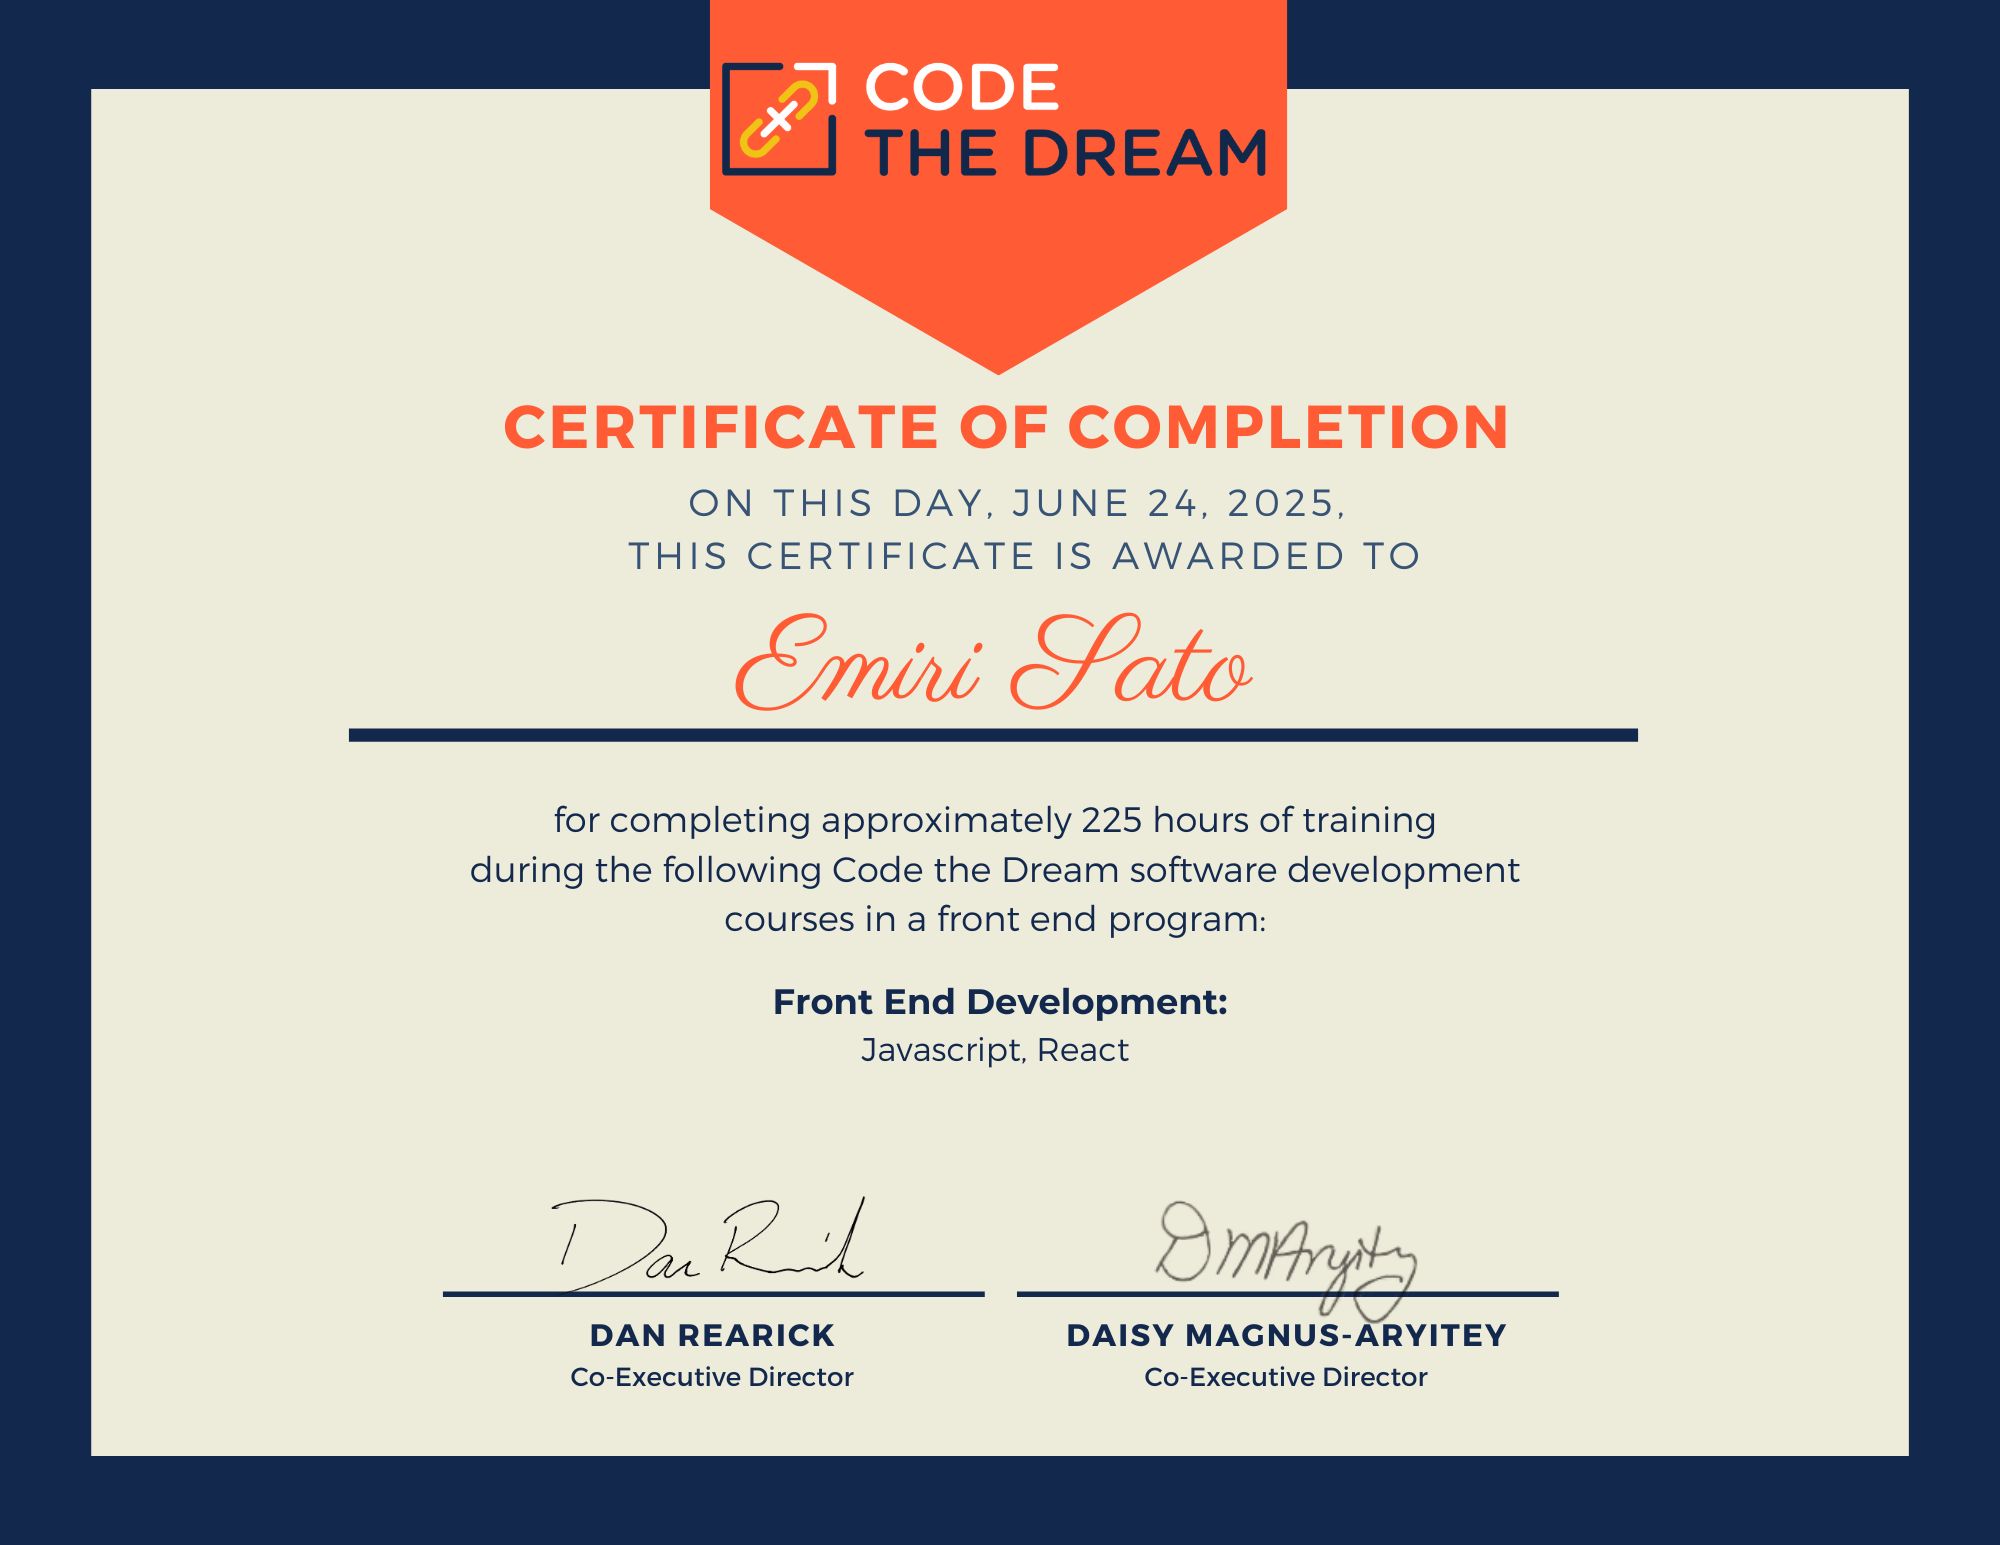 CODE
THE DREAM
CERTIFICATE OF COMPLETION
ON THIS DAY, JUNE 24, 2025,
THIS CERTIFICATE IS AWARDED TO
Emiri Sato
for completing approximately 225 hours of training
during the following Code the Dream software development
courses in a front end program:
Front End Development:
Javascript, React
Dan Rearick
DMAryitey
DAN REARICK
DAISY MAGNUS-ARYITEY
Co-Executive Director
Co-Executive Director